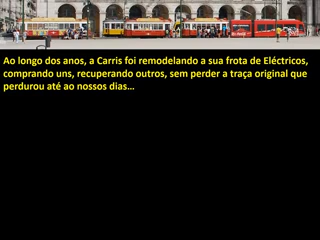 Ao longo dos anos, a Carris foi remodelando a sua frota de Eléctricos,
comprando uns, recuperando outros, sem perder a traça original que
perdurou até ao nossos dias…